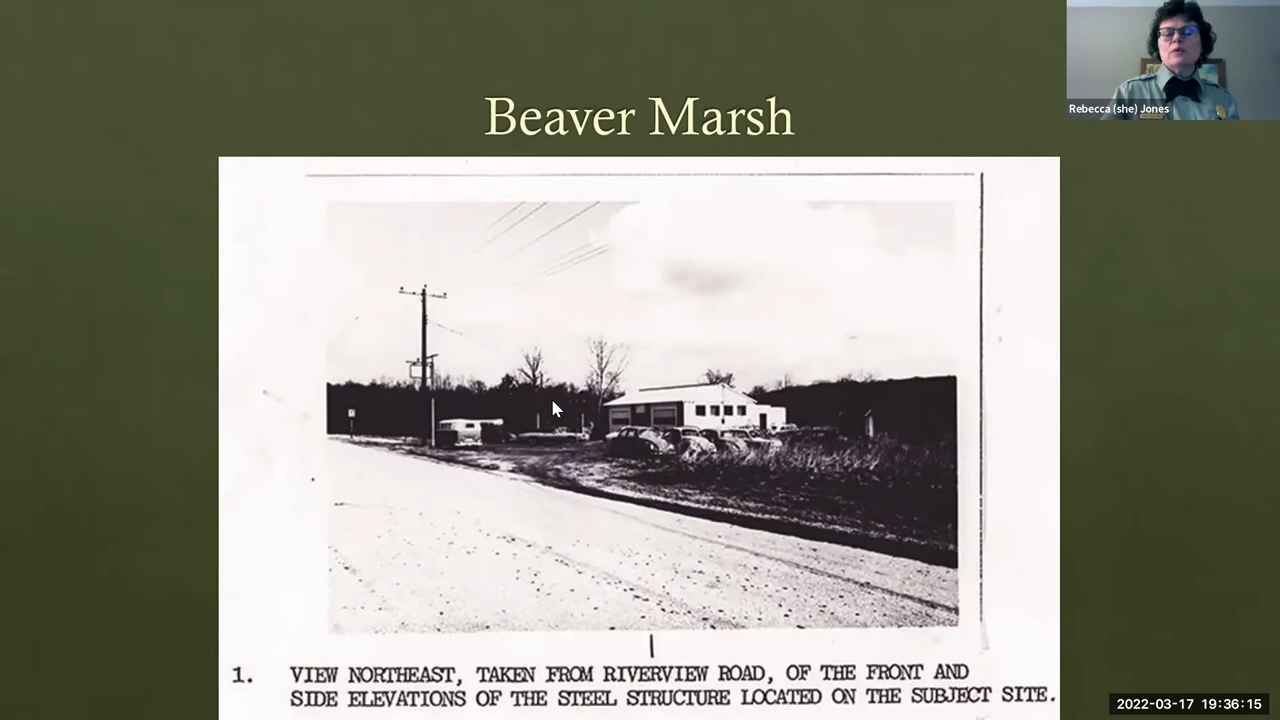 Beaver Marsh
Rebecca (she) Jones
1. VIEW NORTHEAST, TAKEN FROM RIVERVIEW ROAD, OF THE FRONT AND
SIDE ELEVATIONS OF THE STEEL STRUCTURE LOCATED ON THE SUBJECT SITE.
2022-03-17 19:36:15